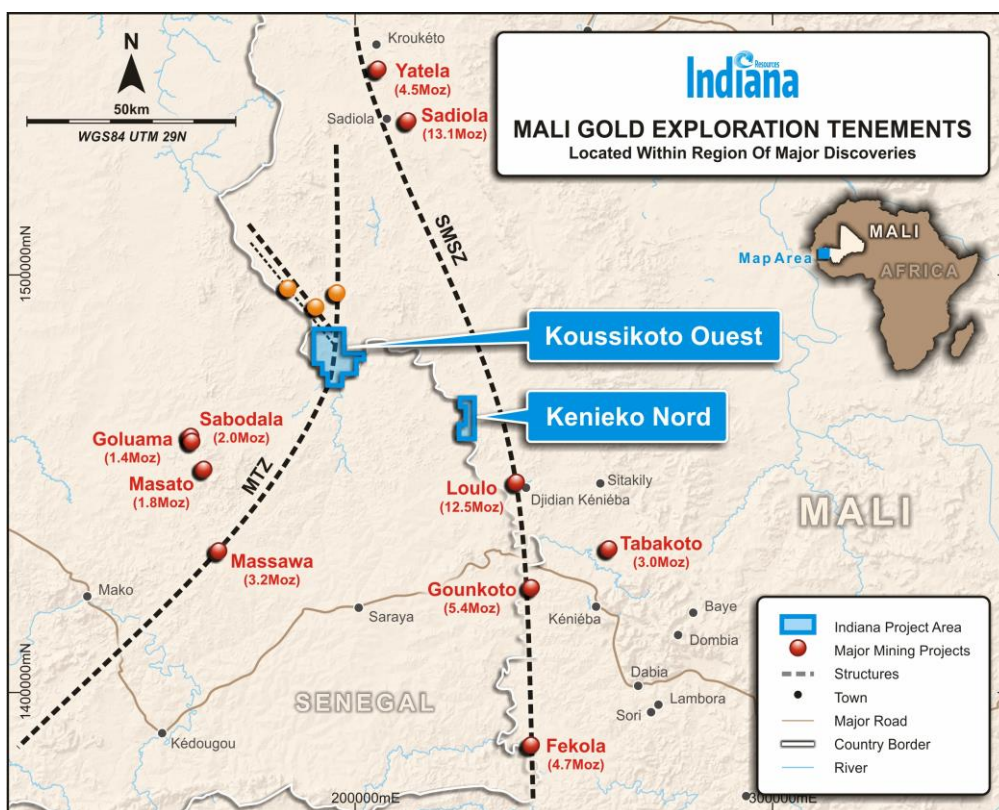 N
50km
WGS84 UTM 29N
Indiana
Resources
MALI GOLD EXPLORATION TENEMENTS
Located Within Region Of Major Discoveries
Kroukéto
Yatela
(4.5Moz)
Sadiola
Sadiola
(13.1Moz)
SMSZ
MALI
Map Area
AFRICA
1500000mN
Koussikoto Ouest
Kenieko Nord
Sabodala
(2.0Moz)
Goluama
(1.4Moz)
Masato
(1.8Moz)
MTZ
Loulo
(12.5Moz)
Sitakily
Djidian Kéniéba
MALI
Massawa
(3.2Moz)
Tabakoto
(3.0Moz)
Gounkoto
(5.4Moz)
Mako
Saraya
Kéniéba
Baye
Dombia
Dabia
Lambora
Sori
1400000mN
SENEGAL
Kédougou
Fekola
(4.7Moz)
Indiana Project Area
Major Mining Projects
Structures
Town
Major Road
Country Border
River
200000mE
300000mE